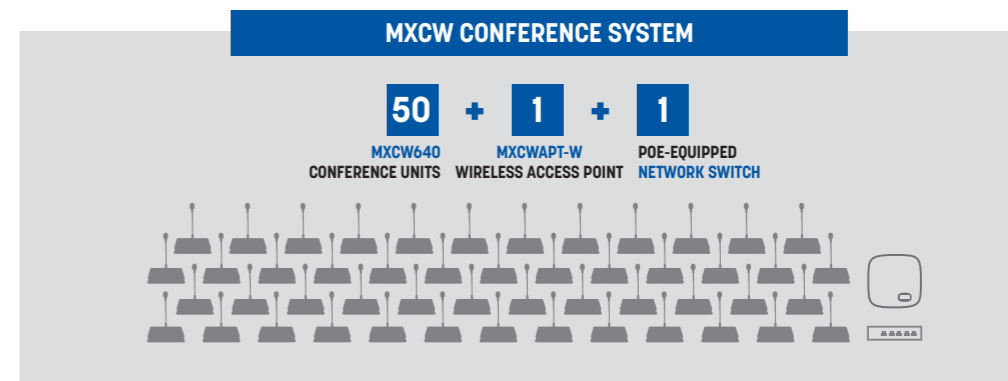 MXCW CONFERENCE SYSTEM
50 + 1 + 1
MXCW640 MXCWAPT-W POE-EQUIPPED
CONFERENCE UNITS WIRELESS ACCESS POINT NETWORK SWITCH